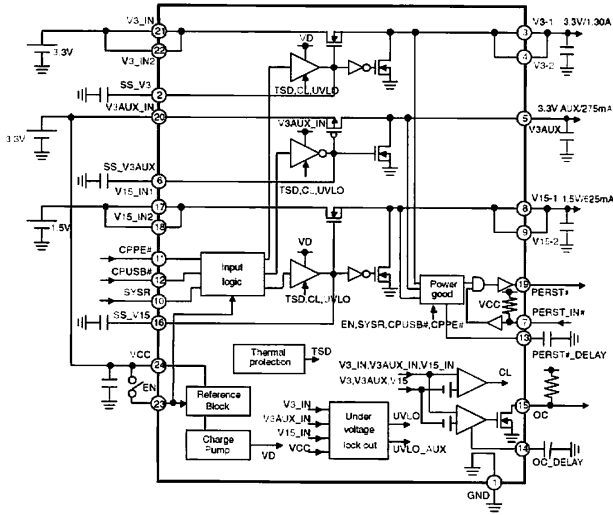 V3_IN
21
VD
3
V3-1 3.3V/1.30A
3.3V
22
V3_IN2
4
V3-2
SS_V3
2
TSD,CL,UVLO
V3AUX_IN
20
V3AUX_IN
3.3V AUX/275mA
5
V3AUX
3.3V
SS_V3AUX
6
V15_IN1
TSD,CL,UVLO
17
8
V15-1 1.5V/625mA
V15_IN2
18
9
V15-2
1.5V
CPPE#
11
VD
CPUSB#
12
Input
logic
Power
good
19
PERST#
SYSR
10
TSD,CL,UVLO
VCC
PERST_IN#
7
SS_V15
16
EN,SYSR,CPUSB#,CPPE#
13
PERST#_DELAY
Thermal
protection
TSD
VCC
24
V3_IN,V3AUX_IN,V15_IN
V3,V3AUX,V15
CL
EN
23
Reference
Block
V3_IN
V3AUX_IN
V15_IN
VCC
Under
voltage
lock out
UVLO
UVLO_AUX
15
OC
Charge
Pump
VD
14
OC_DELAY
1
GND